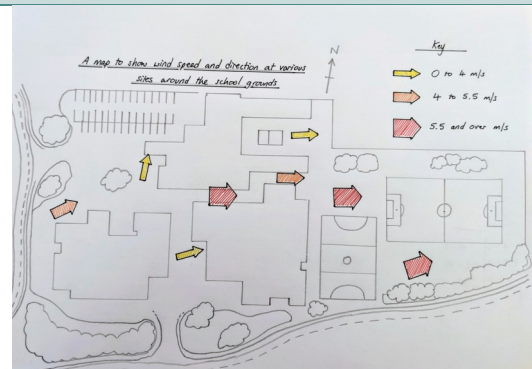 A map to show wind speed and direction at various
sites around the school grounds
N
Key
0 to 4 m/s
4 to 5.5 m/s
5.5 and over m/s